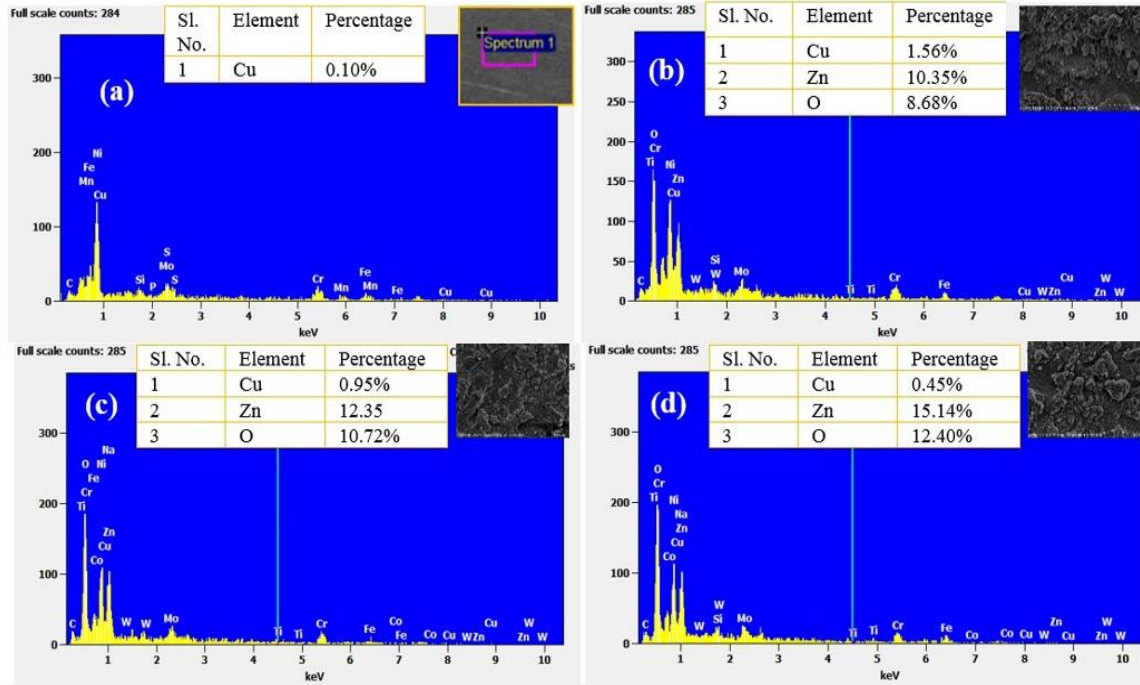 Full scale counts: 284
Sl. No. Element Percentage
1 Cu 0.10%
Spectrum 1
(a)
300
200
100
0
Ni
Fe
Mn
Cu
C
Si
P
S
Mo
S
Cr
Mn
Fe
Mn
Fe
Cu
Cu
1 2 3 4 5 6 7 8 9 10
keV
Full scale counts: 285
Sl. No. Element Percentage
1 Cu 1.56%
2 Zn 10.35%
3 O 8.68%
(b)
300
250
200
150
100
50
0
O
Cr
Ti
Ni
Zn
Cu
C
W
Si
W
Mo
Ti Ti
Cr
Fe
Cu
Cu
W
Zn
W
Zn
W
1 2 3 4 5 6 7 8 9 10
keV
Full scale counts: 285
Sl. No. Element Percentage
1 Cu 0.95%
2 Zn 12.35
3 O 10.72%
(c)
300
200
100
0
Na
O
Ni
Fe
Cr
Ti
Zn
Cu
Co
C
W
W
Mo
Ti
Ti
Cr
Fe
Co
Fe
Co
Cu
W
Zn
Cu
W
Zn
W
1 2 3 4 5 6 7 8 9 10
keV
Full scale counts: 285
Sl. No. Element Percentage
1 Cu 0.45%
2 Zn 15.14%
3 O 12.40%
(d)
300
200
100
0
O
Cr
Ti
Ni
Na
Zn
Cu
Co
C
W
W
Si
Mo
Ti
Ti
Cr
Fe
Co
Co
Cu
W
Zn
Cu
W
Zn
W
1 2 3 4 5 6 7 8 9 10
keV